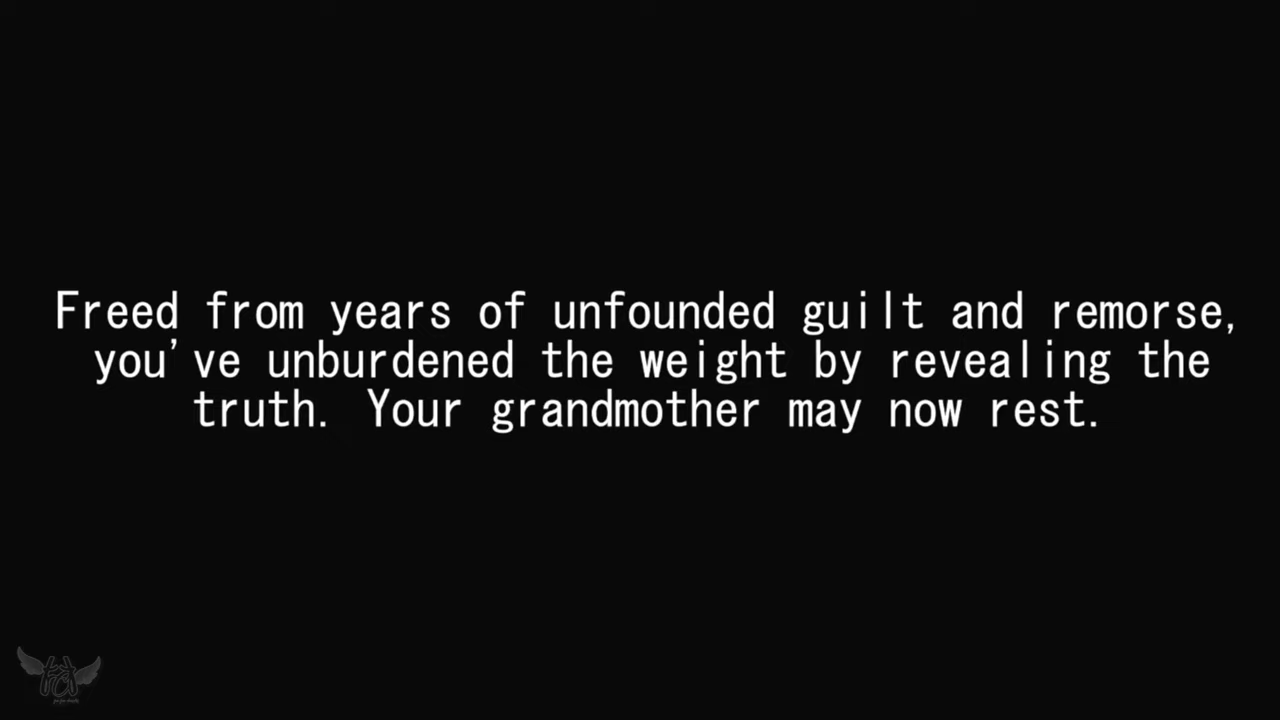 Freed from years of unfounded guilt and remorse,
you've unburdened the weight by revealing the
truth. Your grandmother may now rest.